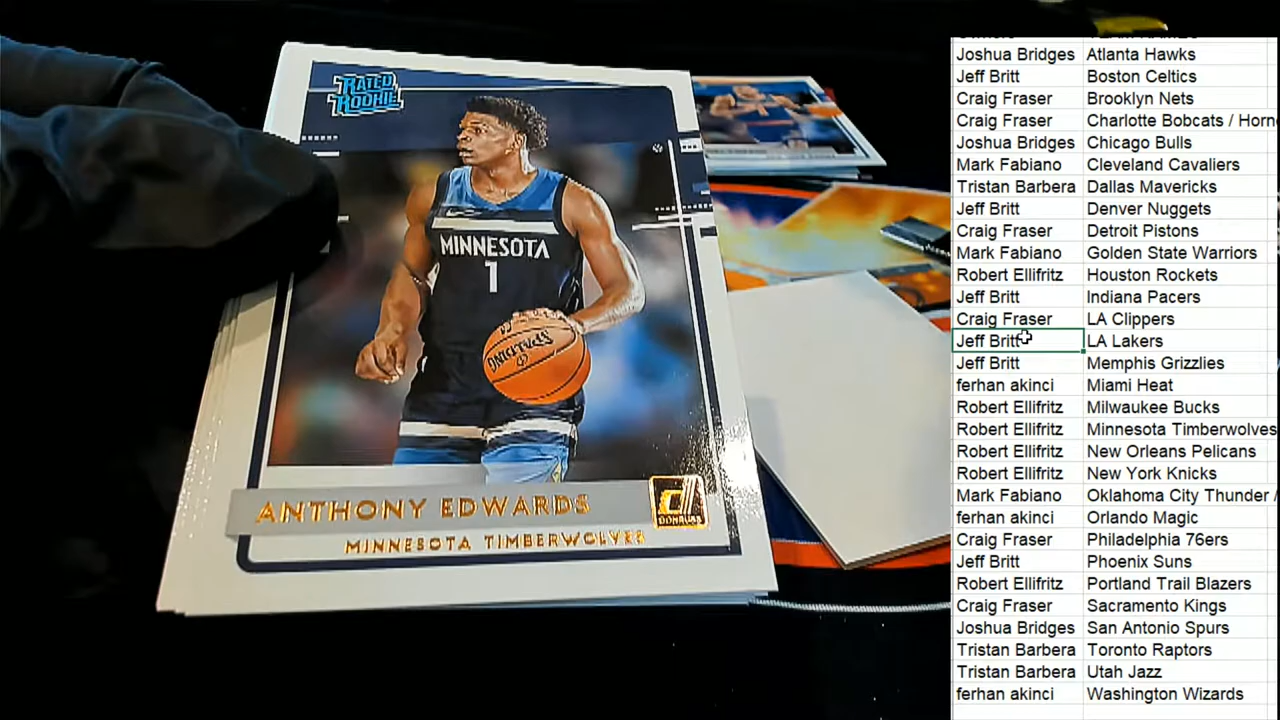 RATED
ROOKIE
MINNESOTA
1
SPALDING
ANTHONY EDWARDS
DONRUSS
MINNESOTA TIMBERWOLVES
Joshua Bridges Atlanta Hawks
Jeff Britt Boston Celtics
Craig Fraser Brooklyn Nets
Craig Fraser Charlotte Bobcats / Horn
Joshua Bridges Chicago Bulls
Mark Fabiano Cleveland Cavaliers
Tristan Barbera Dallas Mavericks
Jeff Britt Denver Nuggets
Craig Fraser Detroit Pistons
Mark Fabiano Golden State Warriors
Robert Ellifritz Houston Rockets
Jeff Britt Indiana Pacers
Craig Fraser LA Clippers
Jeff Britt LA Lakers
Jeff Britt Memphis Grizzlies
ferhan akinci Miami Heat
Robert Ellifritz Milwaukee Bucks
Robert Ellifritz Minnesota Timberwolves
Robert Ellifritz New Orleans Pelicans
Robert Ellifritz New York Knicks
Mark Fabiano Oklahoma City Thunder /
ferhan akinci Orlando Magic
Craig Fraser Philadelphia 76ers
Jeff Britt Phoenix Suns
Robert Ellifritz Portland Trail Blazers
Craig Fraser Sacramento Kings
Joshua Bridges San Antonio Spurs
Tristan Barbera Toronto Raptors
Tristan Barbera Utah Jazz
ferhan akinci Washington Wizards